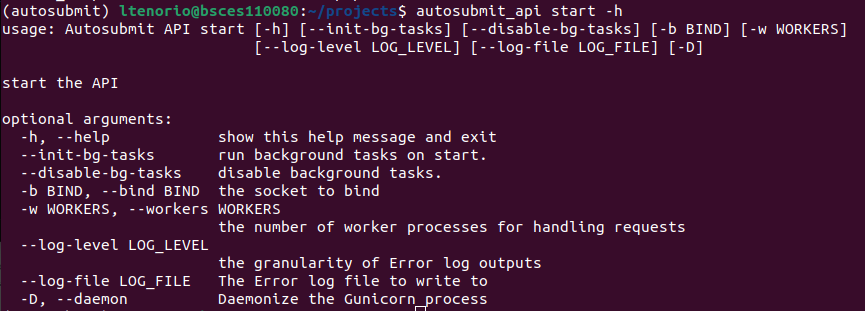 (autosubmit) ltenorio@bsces110080:~/projects$ autosubmit_api start -h
usage: Autosubmit API start [-h] [--init-bg-tasks] [--disable-bg-tasks] [-b BIND] [-w WORKERS]
[--log-level LOG_LEVEL] [--log-file LOG_FILE] [-D]
start the API
optional arguments:
-h, --help show this help message and exit
--init-bg-tasks run background tasks on start.
--disable-bg-tasks disable background tasks.
-b BIND, --bind BIND the socket to bind
-w WORKERS, --workers WORKERS
the number of worker processes for handling requests
--log-level LOG_LEVEL
the granularity of Error log outputs
--log-file LOG_FILE The Error log file to write to
-D, --daemon Daemonize the Gunicorn process